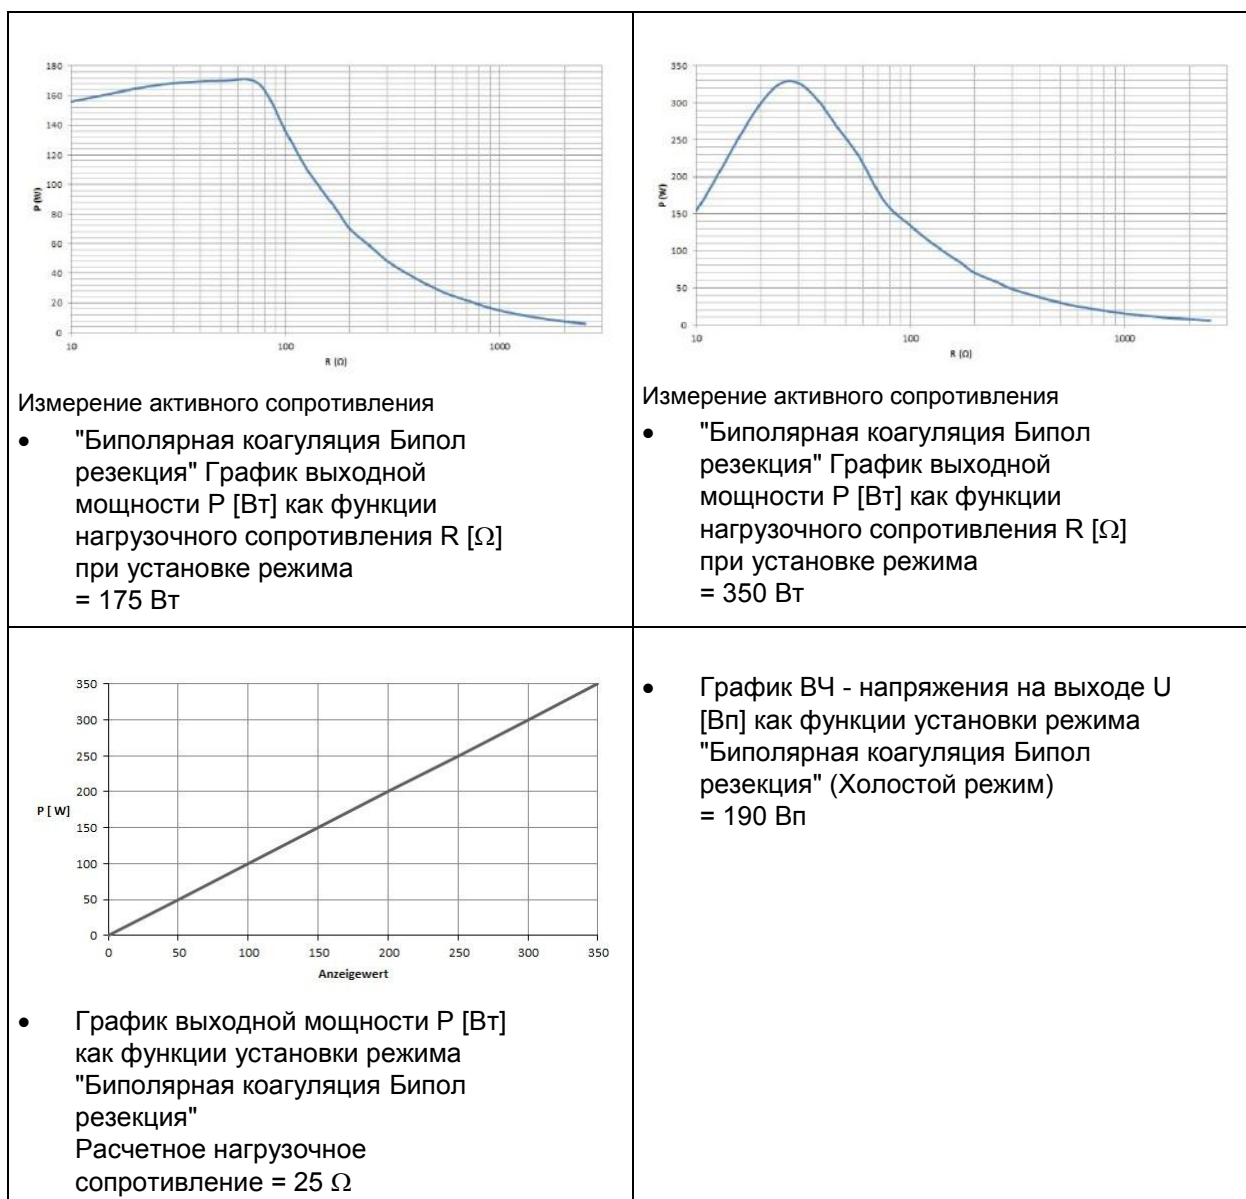 180
160
140
120
100
80
60
40
20
0
P (W)
10
100
1000
R (Ω)
Измерение активного сопротивления
• "Биполярная коагуляция Бипол
резекция" График выходной
мощности P [Вт] как функции
нагрузочного сопротивления R [Ω]
при установке режима
= 175 Вт
350
300
250
200
150
100
50
0
P (W)
10
100
1000
R (Ω)
Измерение активного сопротивления
• "Биполярная коагуляция Бипол
резекция" График выходной
мощности P [Вт] как функции
нагрузочного сопротивления R [Ω]
при установке режима
= 350 Вт
350
300
250
200
150
100
50
0
P [ W]
0 50 100 150 200 250 300 350
Anzeigewert
• График выходной мощности P [Вт]
как функции установки режима
"Биполярная коагуляция Бипол
резекция"
Расчетное нагрузочное
сопротивление = 25 Ω
• График ВЧ - напряжения на выходе U
[Вп] как функции установки режима
"Биполярная коагуляция Бипол
резекция" (Холостой режим)
= 190 Вп